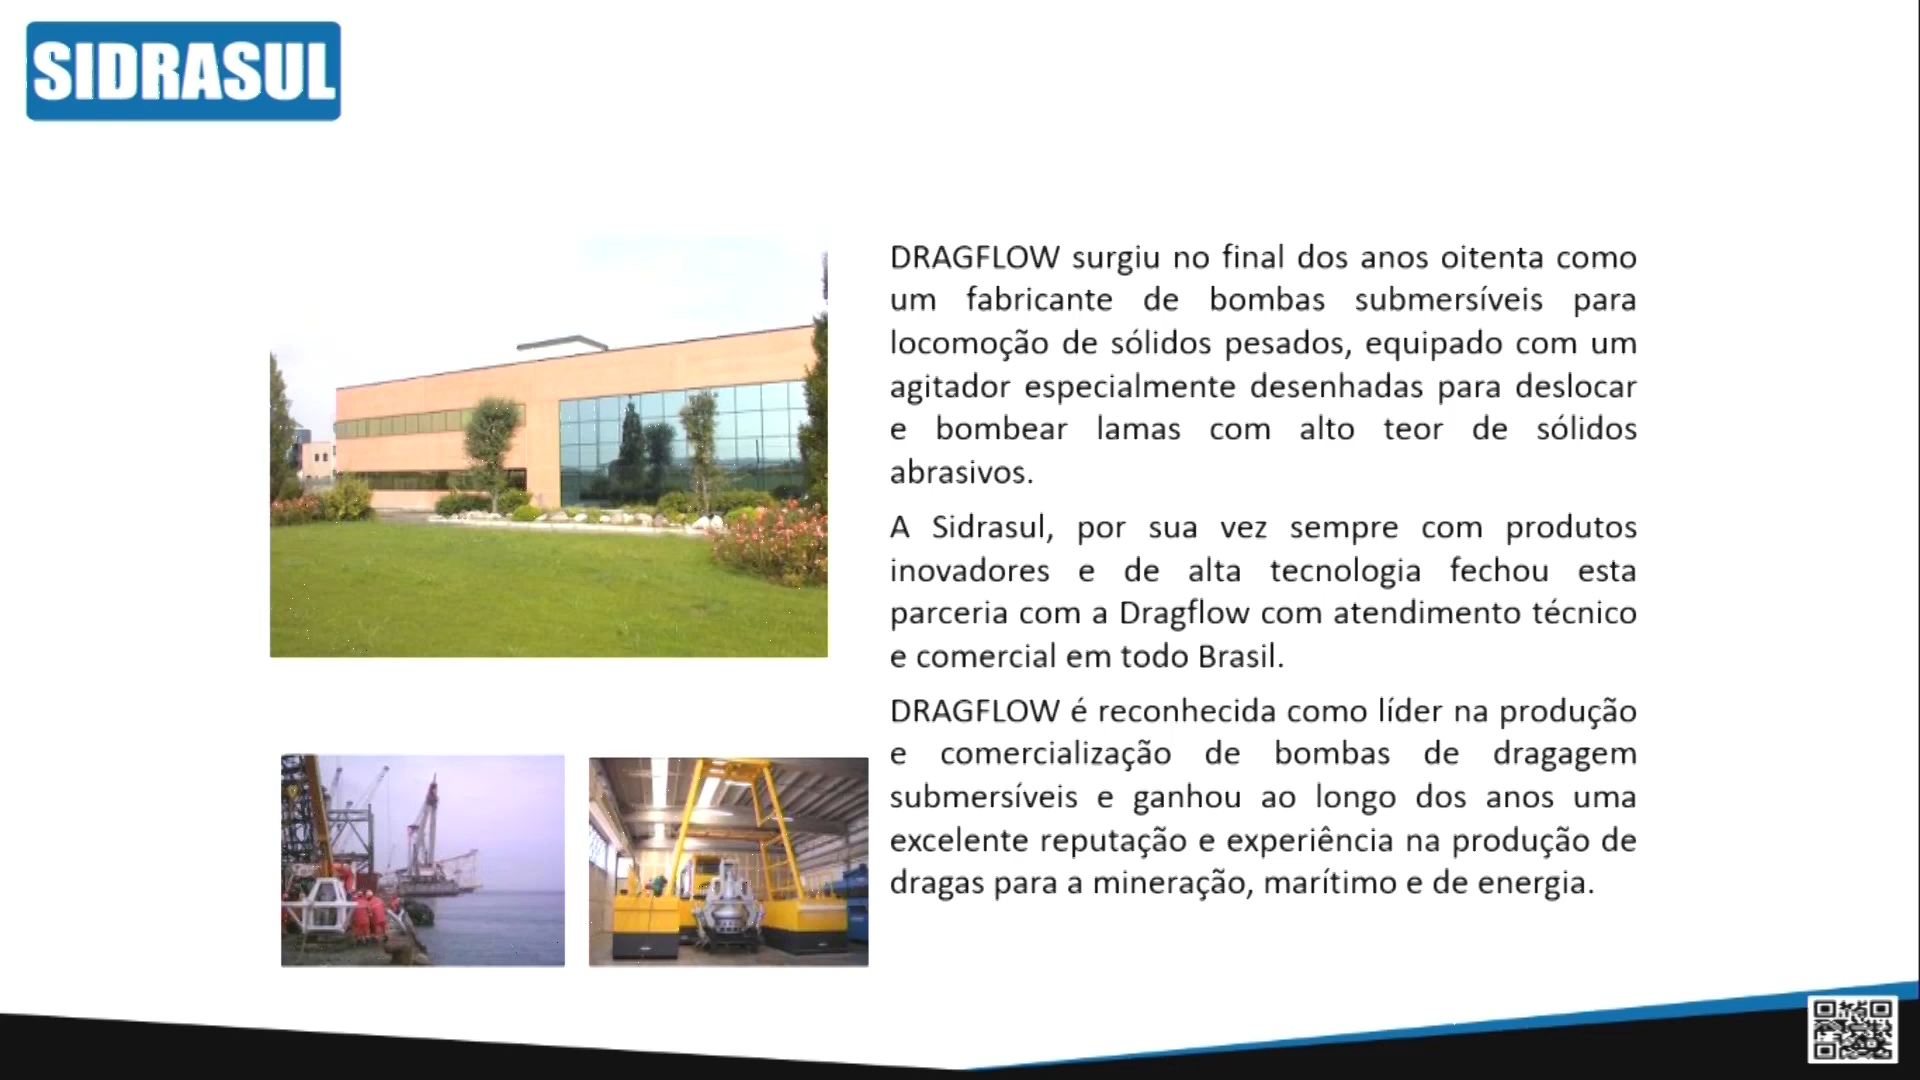 SIDRASUL
DRAGFLOW surgiu no final dos anos oitenta como
um fabricante de bombas submersíveis para
locomoção de sólidos pesados, equipado com um
agitador especialmente desenhadas para deslocar
e bombear lamas com alto teor de sólidos
abrasivos.
A Sidrasul, por sua vez sempre com produtos
inovadores e de alta tecnologia fechou esta
parceria com a Dragflow com atendimento técnico
e comercial em todo Brasil.
DRAGFLOW é reconhecida como líder na produção
e comercialização de bombas de dragagem
submersíveis e ganhou ao longo dos anos uma
excelente reputação e experiência na produção de
dragas para a mineração, marítimo e de energia.